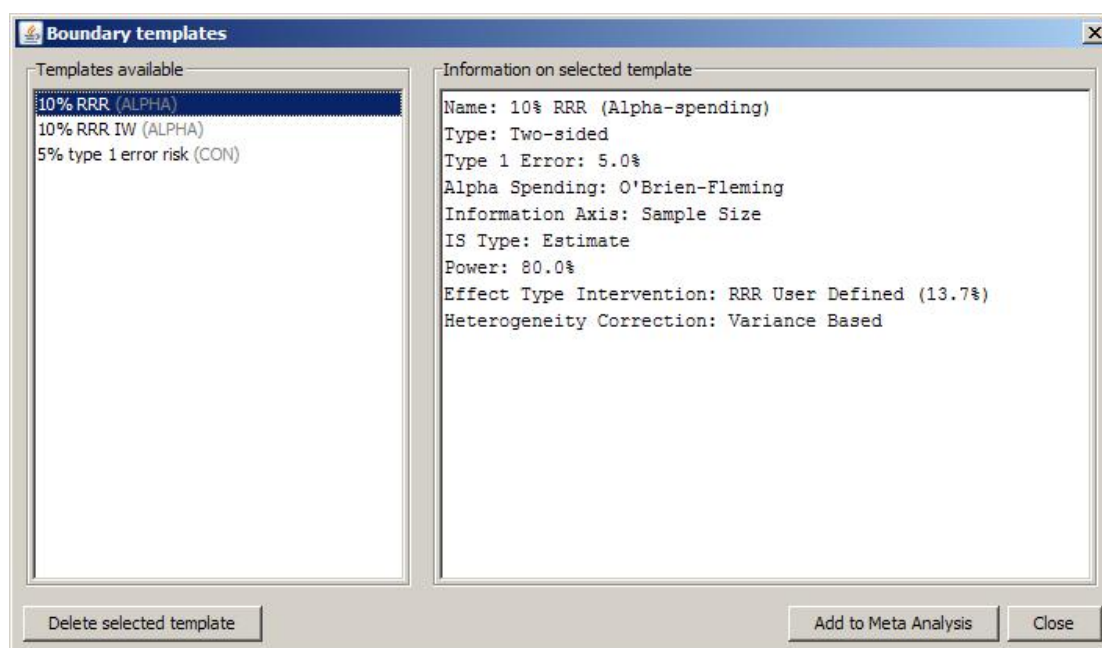 Boundary templates
Templates available
10% RRR (ALPHA)
10% RRR IW (ALPHA)
5% type 1 error risk (CON)
Information on selected template
Name: 10% RRR (Alpha-spending)
Type: Two-sided
Type 1 Error: 5.0%
Alpha Spending: O'Brien-Fleming
Information Axis: Sample Size
IS Type: Estimate
Power: 80.0%
Effect Type Intervention: RRR User Defined (13.7%)
Heterogeneity Correction: Variance Based
Delete selected template
Add to Meta Analysis
Close